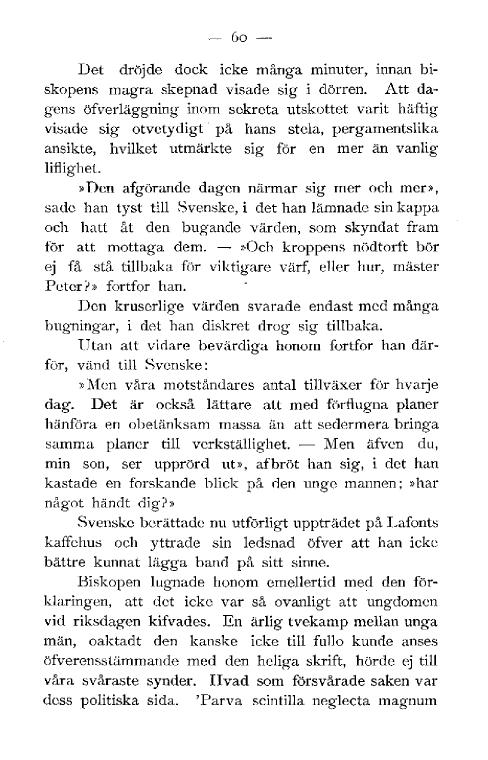 — 60 —
Det dröjde dock icke många minuter, innan bi-
skopens magra skepnad visade sig i dörren. Att da-
gens öfverläggning inom sekreta utskottet varit häftig
visade sig otvetydigt på hans stela, pergamentslika
ansikte, hvilket utmärkte sig för en mer än vanlig
liflighet.
»Den afgörande dagen närmar sig mer och mer»,
sade han tyst till Svenske, i det han lämnade sin kappa
och hatt åt den bugande värden, som skyndat fram
för att mottaga dem. — »Och kroppens nödtorft bör
ej få stå tillbaka för viktigare värf, eller hur, mäster
Peter?» fortfor han.
Den kruserlige värden svarade endast med många
bugningar, i det han diskret drog sig tillbaka.
Utan att vidare bevärdiga honom fortfor han där-
för, vänd till Svenske:
»Men våra motståndares antal tillväxer för hvarje
dag. Det är också lättare att med förflugna planer
hänföra en obetänksam massa än att sedermera bringa
samma planer till verkställighet. — Men äfven du,
min son, ser upprörd ut», afbröt han sig, i det han
kastade en forskande blick på den unge mannen; »har
något händt dig?»
Svenske berättade nu utförligt uppträdet på Lafonts
kaffehus och yttrade sin ledsnad öfver att han icke
bättre kunnat lägga band på sitt sinne.
Biskopen lugnade honom emellertid med den för-
klaringen, att det icke var så ovanligt att ungdomen
vid riksdagen kifvades. En ärlig tvekamp mellan unga
män, oaktadt den kanske icke till fullo kunde anses
öfverensstämmande med den heliga skrift, hörde ej till
våra svåraste synder. Hvad som försvårade saken var
dess politiska sida. 'Parva scintilla neglecta magnum